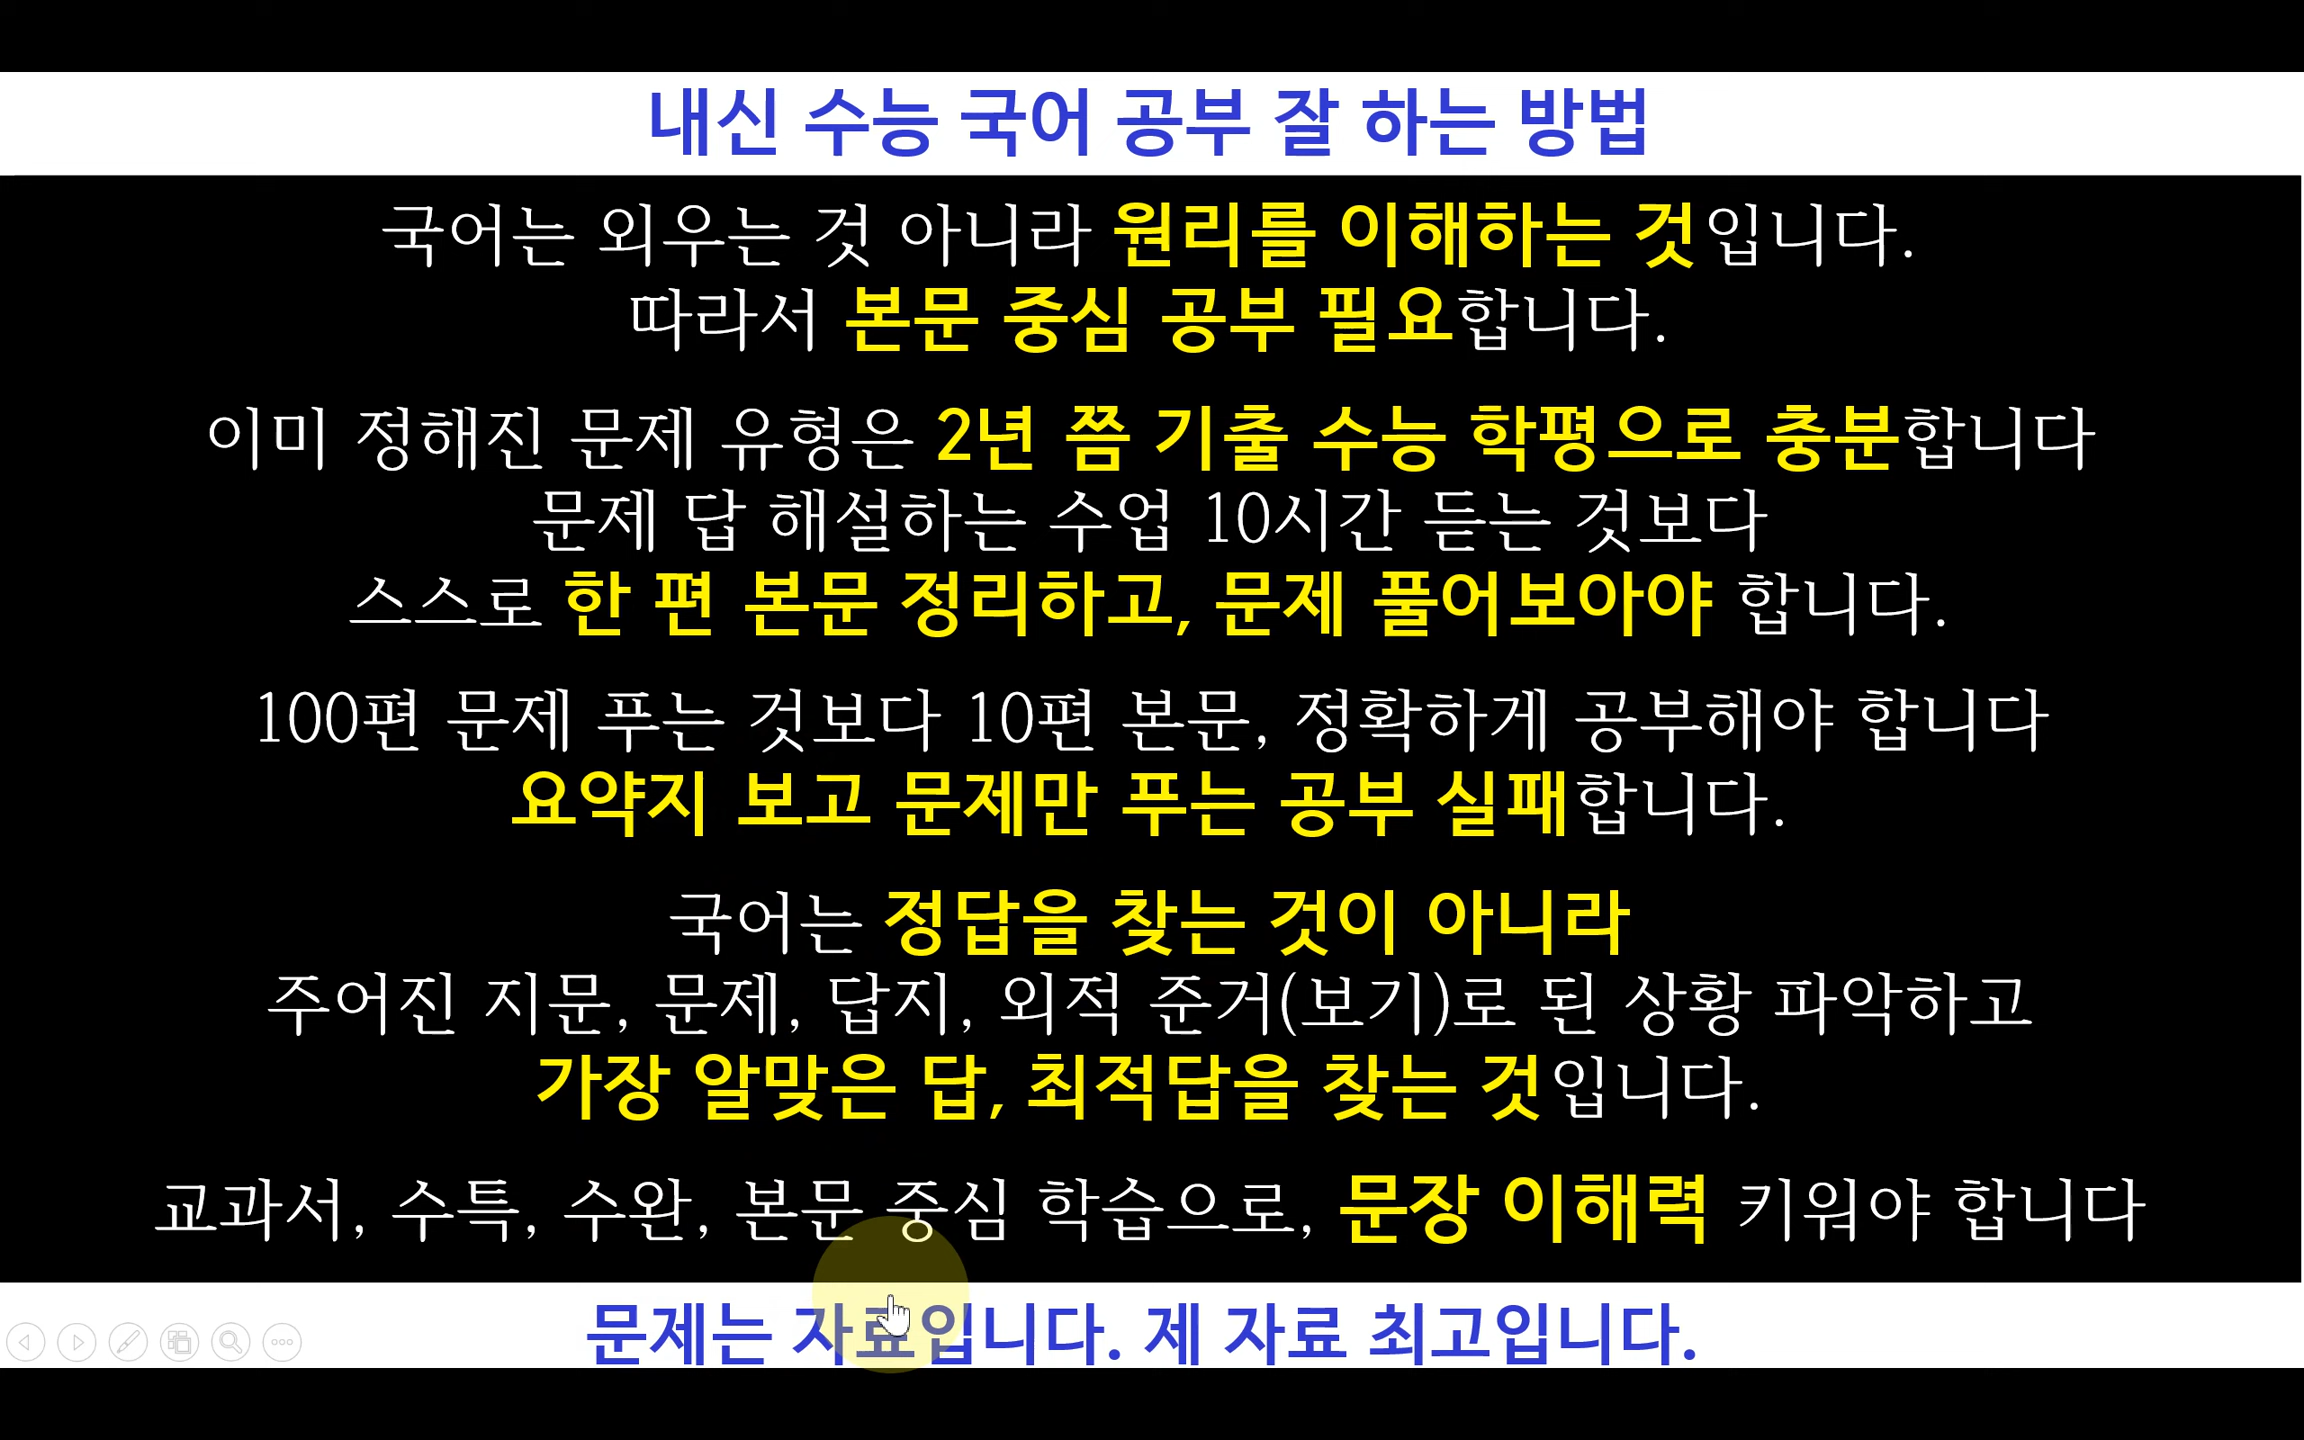 내신 수능 국어 공부 잘 하는 방법
국어는 외우는 것 아니라 원리를 이해하는 것입니다.
따라서 본문 중심 공부 필요합니다.
이미 정해진 문제 유형은 2년 쯤 기출 수능 학평으로 충분합니다
문제 답 해설하는 수업 10시간 듣는 것보다
스스로 한 편 본문 정리하고, 문제 풀어보아야 합니다.
100편 문제 푸는 것보다 10편 본문, 정확하게 공부해야 합니다
요약지 보고 문제만 푸는 공부 실패합니다.
국어는 정답을 찾는 것이 아니라
주어진 지문, 문제, 답지, 외적 준거(보기)로 된 상황 파악하고
가장 알맞은 답, 최적답을 찾는 것입니다.
교과서, 수특, 수완, 본문 중심 학습으로, 문장 이해력 키워야 합니다
문제는 자료입니다. 제 자료 최고입니다.